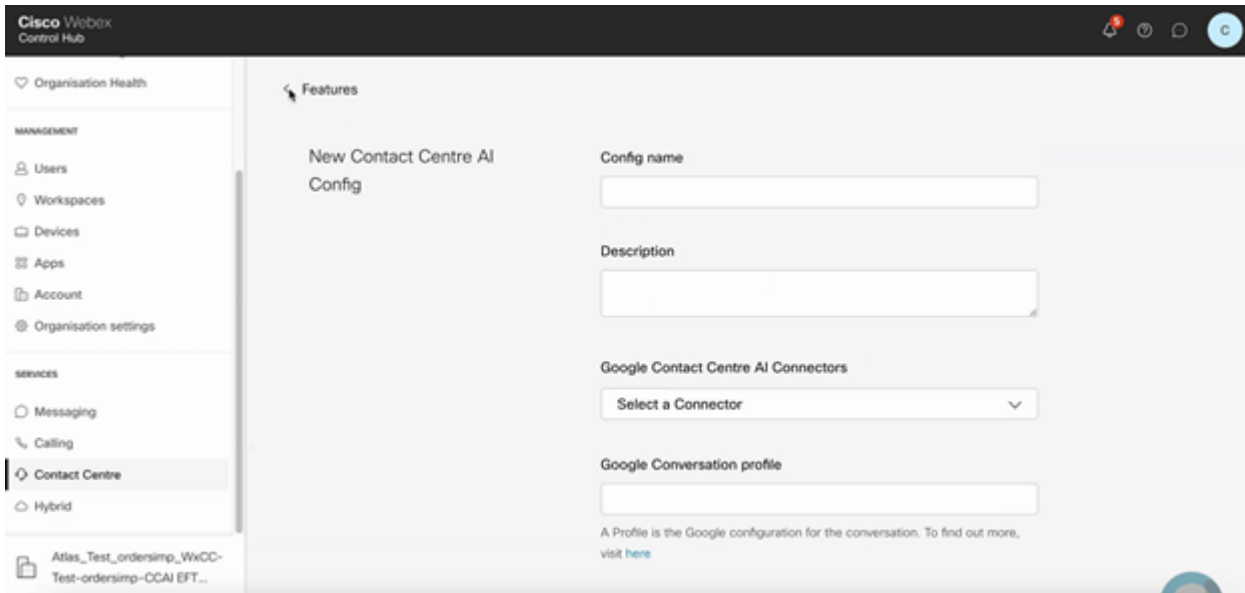 Cisco Webex
Control Hub
5
C
Organisation Health
MANAGEMENT
Users
Workspaces
Devices
Apps
Account
Organisation settings
SERVICES
Messaging
Calling
Contact Centre
Hybrid
Atlas_Test_ordersimp_WxCC-
Test-ordersimp-CCAI EFT...
Features
New Contact Centre AI
Config
Config name
Description
Google Contact Centre AI Connectors
Select a Connector
Google Conversation profile
A Profile is the Google configuration for the conversation. To find out more,
visit here